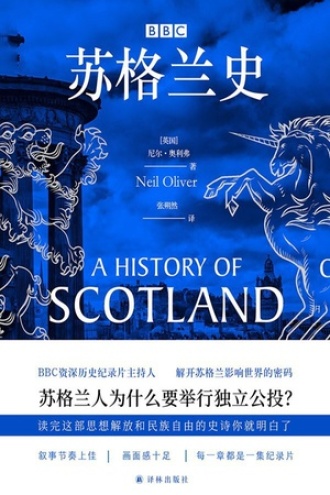 BBC
苏格兰史
[英国]
尼尔·奥利弗
著
Neil Oliver
张朔然
译
A HISTORY OF
SCOTLAND
BBC资深历史纪录片主持人 解开苏格兰影响世界的密码
苏格兰人为什么要举行独立公投?
读完这部思想解放和民族自由的史诗你就明白了
叙事节奏上佳 画面感十足 每一章都是一集纪录片
译林出版社